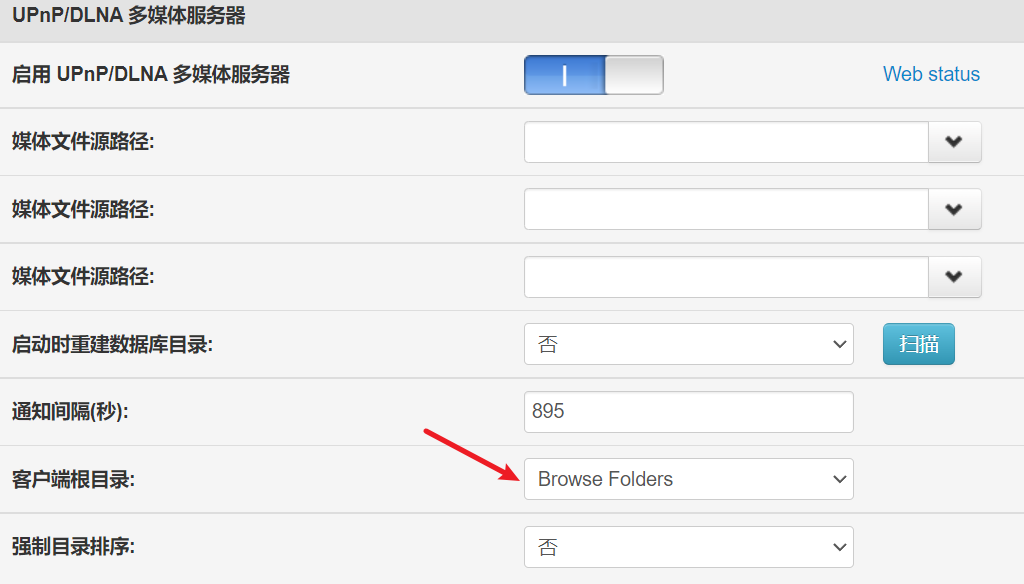 UPnP/DLNA 多媒体服务器
启用 UPnP/DLNA 多媒体服务器
Web status
媒体文件源路径:
媒体文件源路径:
媒体文件源路径:
启动时重建数据库目录:
否
扫描
通知间隔(秒):
895
客户端根目录:
Browse Folders
强制目录排序:
否